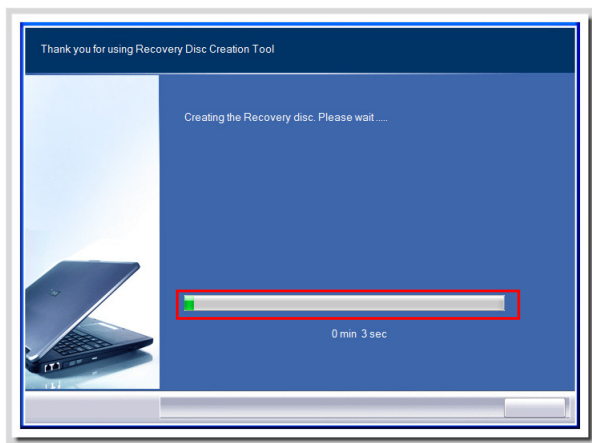 Thank you for using Recovery Disc Creation Tool
Creating the Recovery disc. Please wait .....
0 min 3 sec